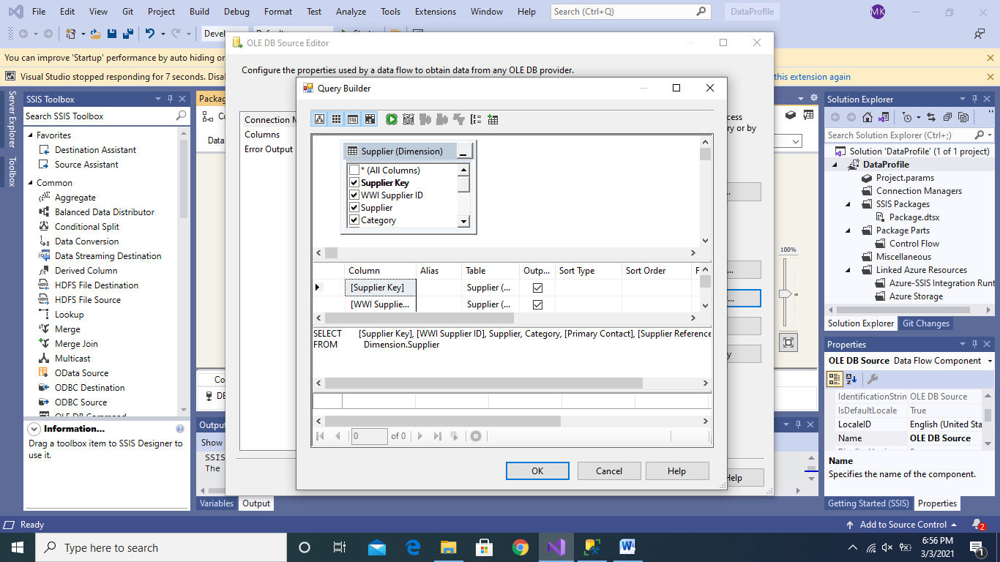 File Edit View Git Project Build Debug Format Test Analyze Tools Extensions Window Help Search (Ctrl+Q) DataProfile MK
Devel
OLE DB Source Editor
You can improve 'Startup' performance by auto hiding or
Visual Studio stopped responding for 7 seconds. Disa this extension again
Configure the properties used by a data flow to obtain data from any OLE DB provider.
Server Explorer
Toolbox
SSIS Toolbox
Search SSIS Toolbox
Favorites
Destination Assistant
Source Assistant
Common
Aggregate
Balanced Data Distributor
Conditional Split
Data Conversion
Data Streaming Destination
Derived Column
HDFS File Destination
HDFS File Source
Lookup
Merge
Merge Join
Multicast
OData Source
ODBC Destination
ODBC Source
OLE DB Command
Information...
Drag a toolbox item to SSIS Designer to
use it.
Packag
Co
Data
Co
DE
Output
Show
SSIS
The
Variables Output
Connection M
Columns
Error Output
cess
ry or by
...
...
...
y
Help
Query Builder
SQL
Supplier (Dimension)
* (All Columns)
Supplier Key
WWI Supplier ID
Supplier
Category
Column Alias Table Outp... Sort Type Sort Order F
[Supplier Key] Supplier (...
[WWI Supplie... Supplier (...
SELECT [Supplier Key], [WWI Supplier ID], Supplier, Category, [Primary Contact], [Supplier Reference
FROM Dimension.Supplier
0 of 0
OK Cancel Help
100%
Solution Explorer
Search Solution Explorer (Ctrl+;)
Solution 'DataProfile' (1 of 1 project)
DataProfile
Project.params
Connection Managers
SSIS Packages
Package.dtsx
Package Parts
Control Flow
Miscellaneous
Linked Azure Resources
Azure-SSIS Integration Runt
Azure Storage
Solution Explorer Git Changes
Properties
OLE DB Source Data Flow Component
IdentificationStrin OLE DB Source
IsDefaultLocale True
LocaleID English (United Sta
Name OLE DB Source
Name
Specifies the name of the component.
Getting Started (SSIS) Properties
Ready Add to Source Control 2
Type here to search
6:56 PM
3/3/2021
1